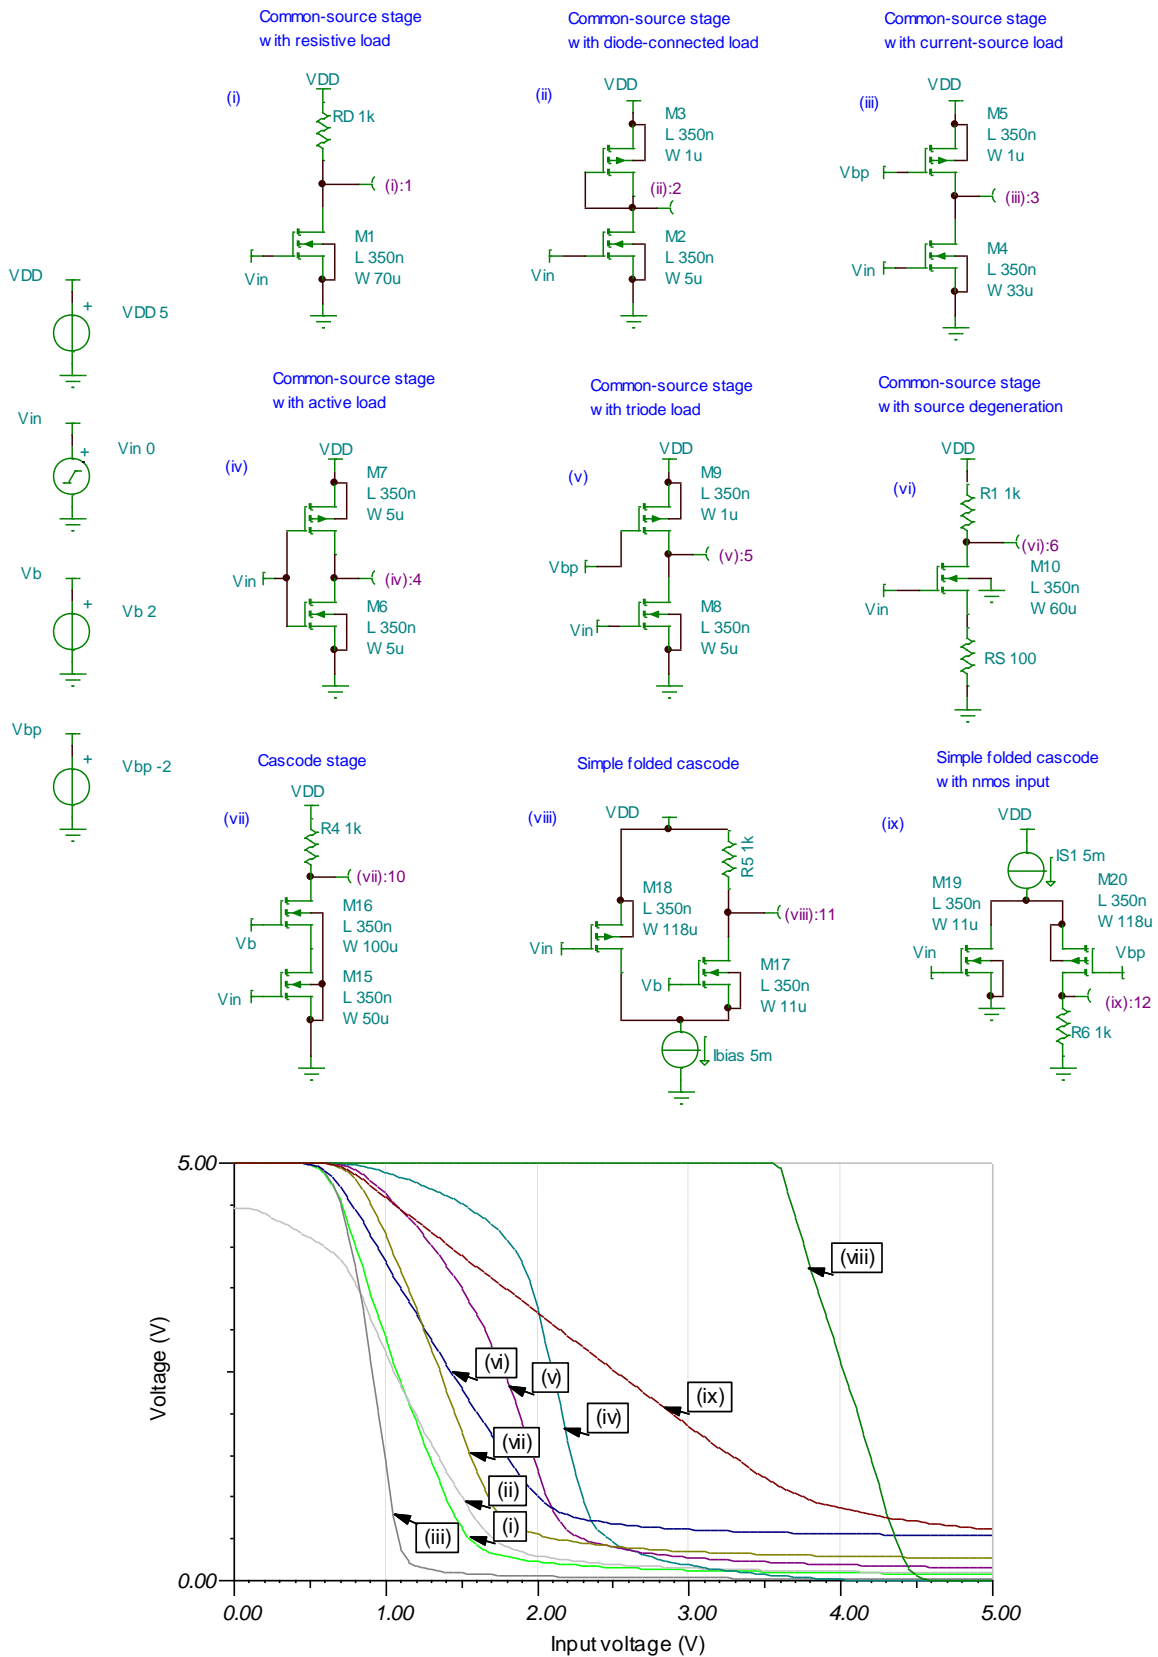 Common-source stage
with resistive load
(i)
VDD
RD 1k
(i):1
M1
L 350n
W 70u
Vin
Common-source stage
with diode-connected load
(ii)
VDD
M3
L 350n
W 1u
(ii):2
M2
L 350n
W 5u
Vin
Common-source stage
with current-source load
(iii)
VDD
M5
L 350n
W 1u
Vbp
(iii):3
M4
L 350n
W 33u
Vin
VDD
VDD 5
Vin
Vin 0
Vb
Vb 2
Vbp
Vbp -2
Common-source stage
with active load
(iv)
VDD
M7
L 350n
W 5u
Vin
(iv):4
M6
L 350n
W 5u
Common-source stage
with triode load
(v)
VDD
M9
L 350n
W 1u
Vbp
(v):5
M8
L 350n
W 5u
Vin
Common-source stage
with source degeneration
(vi)
VDD
R1 1k
(vi):6
M10
L 350n
W 60u
Vin
RS 100
Cascode stage
(vii)
VDD
R4 1k
(vii):10
M16
L 350n
W 100u
Vb
M15
L 350n
W 50u
Vin
Simple folded cascode
(viii)
VDD
R5 1k
M18
L 350n
W 118u
(viii):11
Vin
M17
L 350n
W 11u
Vb
Ibias 5m
Simple folded cascode
with nmos input
(ix)
VDD
IS1 5m
M19
L 350n
W 11u
M20
L 350n
W 118u
Vin
Vbp
(ix):12
R6 1k
5.00
Voltage (V)
0.00
(viii)
(vi)
(v)
(ix)
(iv)
(vii)
(ii)
(i)
(iii)
0.00 1.00 2.00 3.00 4.00 5.00
Input voltage (V)